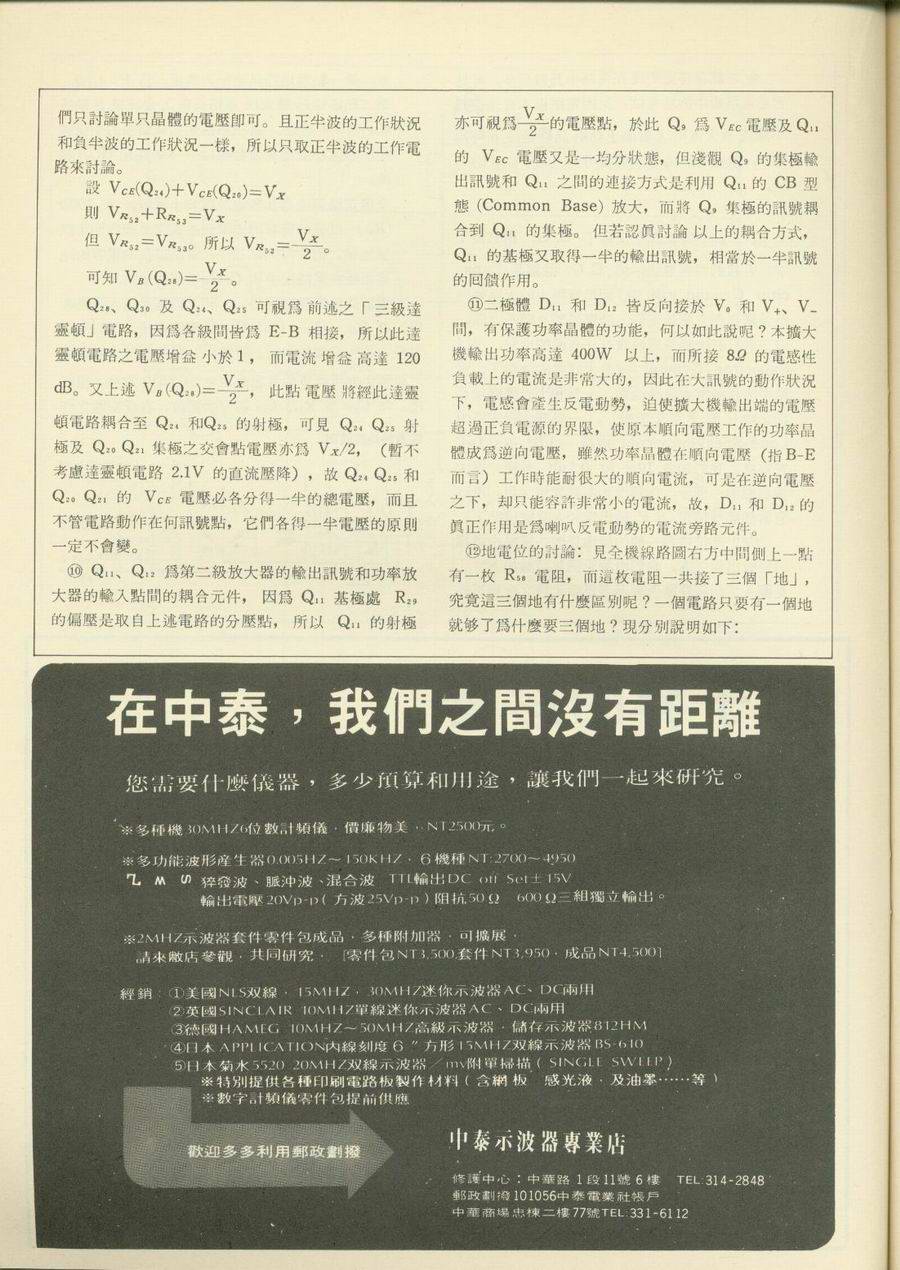 們只討論單只晶體的電壓卽可。且正半波的工作狀況
和負半波的工作狀況一樣，所以只取正半波的工作電
路來討論。
設 VCE(Q24)+VCE(Q20)=VX
則 VR52+RR53=VX
但 VR52=VR53。所以 VR52=VX/2。
可知 VB(Q28)=VX/2。
Q28、Q30 及 Q24、Q25 可視爲前述之「三級達
靈頓」電路，因爲各級間皆爲 E-B 相接，所以此達
靈頓電路之電壓增益小於1，而電流增益高達 120
dB。又上述 VB(Q28)=VX/2，此點電壓將經此達靈
頓電路耦合至 Q24 和Q25 的射極，可見 Q24 Q25 射
極及 Q20 Q21 集極之交會點電壓亦爲 VX/2，（暫不
考慮達靈頓電路 2.1V 的直流壓降），故 Q24 Q25 和
Q20 Q21 的 VCE 電壓必各分得一半的總電壓，而且
不管電路動作在何訊號點，它們各得一半電壓的原則
一定不會變。
⑩ Q11、Q12 爲第二級放大器的輸出訊號和功率放
大器的輸入點間的耦合元件，因爲 Q11 基極處 R29
的偏壓是取自上述電路的分壓點，所以 Q11 的射極
亦可視爲VX/2的電壓點，於此 Q9 爲 VEC 電壓及 Q11
的 VEC 電壓又是一均分狀態，但淺觀 Q9 的集極輸
出訊號和 Q11 之間的連接方式是利用 Q11 的 CB 型
態 (Common Base) 放大，而將 Q9 集極的訊號耦
合到 Q11 的集極。但若認眞討論以上的耦合方式，
Q11 的基極又取得一半的輸出訊號，相當於一半訊號
的回饋作用。
⑪二極體 D11 和 D12 皆反向接於 V0 和 V+、V−
間，有保護功率晶體的功能，何以如此說呢？本擴大
機輸出功率高達 400W 以上，而所接 8Ω 的電感性
負載上的電流是非常大的，因此在大訊號的動作狀況
下，電感會產生反電動勢，迫使擴大機輸出端的電壓
超過正負電源的界限，使原本順向電壓工作的功率晶
體成爲逆向電壓，雖然功率晶體在順向電壓（指B-E
而言）工作時能耐很大的順向電流，可是在逆向電壓
之下，却只能容許非常小的電流，故，D11 和 D12 的
眞正作用是爲喇叭反電動勢的電流旁路元件。
⑫地電位的討論：見全機線路圖右方中間側上一點
有一枚 R58 電阻，而這枚電阻一共接了三個「地」，
究竟這三個地有什麼區別呢？一個電路只要有一個地
就够了爲什麼要三個地？現分別說明如下：
在中泰，我們之間沒有距離
您需要什麼儀器，多少預算和用途，讓我們一起來研究。
※多種機30MHZ6位數計頻儀．價廉物美．NT2500元。
※多功能波形產生器0.005HZ～150KHZ．6機種NT:2700～4950
猝發波、脈沖波、混合波 TTL輸出DC off Set±15V
輸出電壓20Vp-p（方波25Vp-p）阻抗50Ω 600Ω三組獨立輸出。
※2MHZ示波器套件零件包成品．多種附加器．可擴展．
請來敝店參觀．共同研究．[零件包NT3,500,套件NT3,950．成品NT4,500]
經銷：①美國NLS双線．15MHZ．30MHZ迷你示波器AC、DC兩用
②英國SINCLAIR 10MHZ單線迷你示波器AC、DC兩用
③德國HAMEG 10MHZ～50MHZ高級示波器．儲存示波器812HM
④日本APPLICATION內線刻度6〃方形15MHZ双線示波器BS-610
⑤日本菊水5520 20MHZ双線示波器／mv附單掃描（SINGLE SWEEP）
※特別提供各種印刷電路板製作材料（含網板 感光液．及油墨……等）
※數字計頻儀零件包提前供應
歡迎多多利用郵政劃撥
中泰示波器專業店
修護中心：中華路1段11號6樓 TEL:314-2848
郵政劃撥101056中泰電業社帳戶
中華商場忠棟二樓77號TEL:331-6112